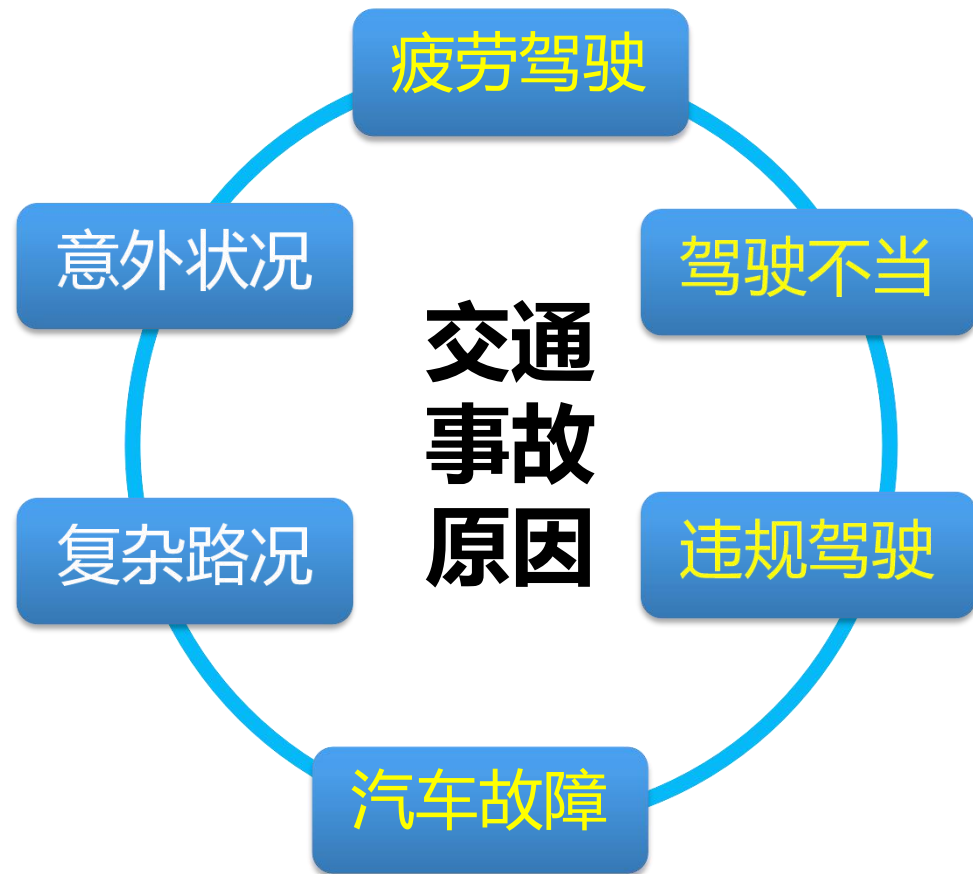 疲劳驾驶
意外状况
驾驶不当
交通
事故
原因
复杂路况
违规驾驶
汽车故障